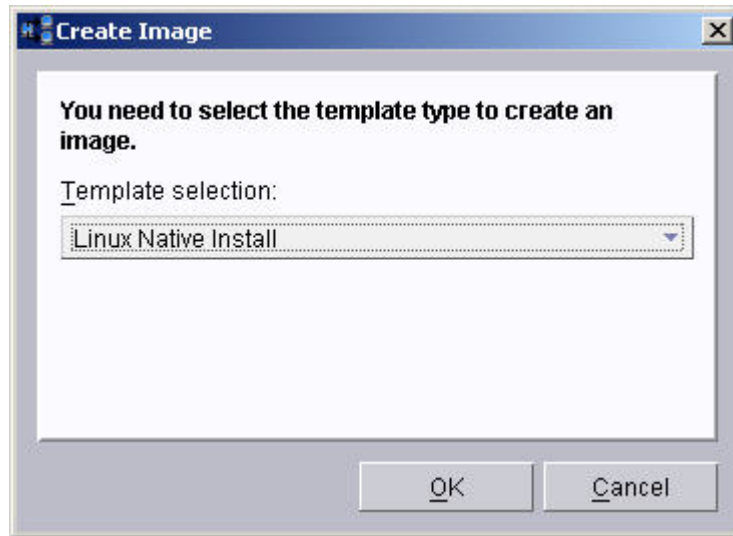 Create Image
You need to select the template type to create an
image.
Template selection:
Linux Native Install
OK
Cancel